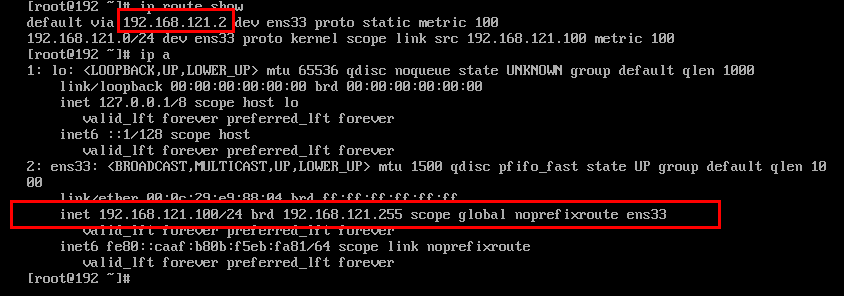 [root@192 ~]# ip route show
default via 192.168.121.2 dev ens33 proto static metric 100
192.168.121.0/24 dev ens33 proto kernel scope link src 192.168.121.100 metric 100
[root@192 ~]# ip a
1: lo: <LOOPBACK,UP,LOWER_UP> mtu 65536 qdisc noqueue state UNKNOWN group default qlen 1000
link/loopback 00:00:00:00:00:00 brd 00:00:00:00:00:00
inet 127.0.0.1/8 scope host lo
valid_lft forever preferred_lft forever
inet6 ::1/128 scope host
valid_lft forever preferred_lft forever
2: ens33: <BROADCAST,MULTICAST,UP,LOWER_UP> mtu 1500 qdisc pfifo_fast state UP group default qlen 10
00
link/ether 00:0c:29:e9:88:04 brd ff:ff:ff:ff:ff:ff
inet 192.168.121.100/24 brd 192.168.121.255 scope global noprefixroute ens33
valid_lft forever preferred_lft forever
inet6 fe80::caaf:b80b:f5eb:fa81/64 scope link noprefixroute
valid_lft forever preferred_lft forever
[root@192 ~]#